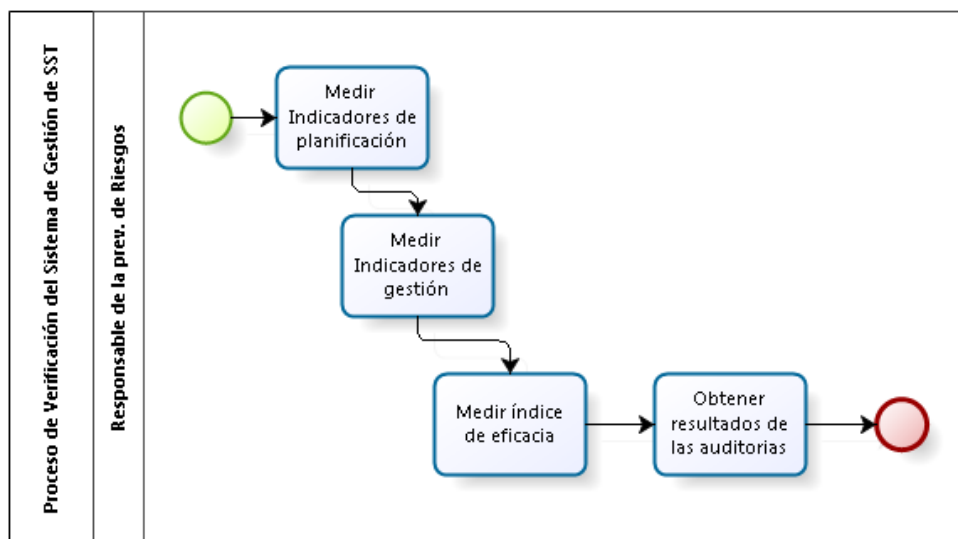 Proceso de Verificación del Sistema de Gestión de SST
Responsable de la prev. de Riesgos
Medir
Indicadores de
planificación
Medir
Indicadores de
gestión
Medir índice
de eficacia
Obtener
resultados de
las auditorias